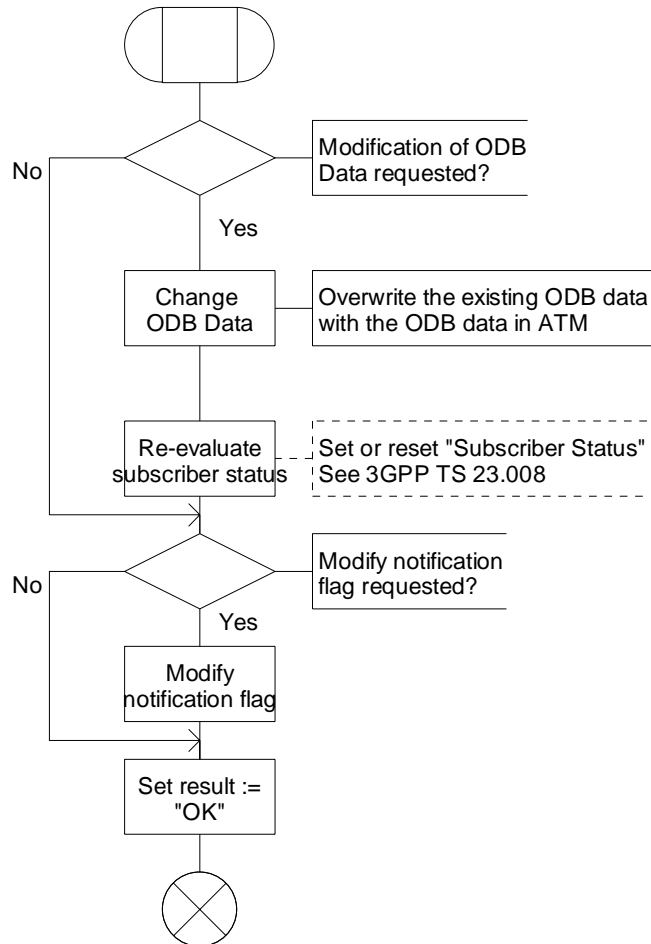 Modification of ODB
Data requested?
No
Yes
Change
ODB Data
Overwrite the existing ODB data
with the ODB data in ATM
Re-evaluate
subscriber status
Set or reset "Subscriber Status"
See 3GPP TS 23.008
Modify notification
flag requested?
No
Yes
Modify
notification flag
Set result :=
"OK"